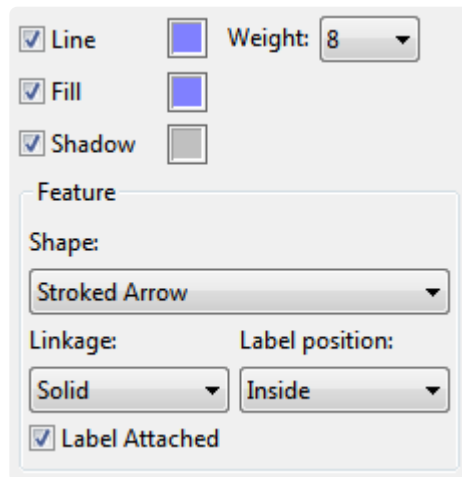 Line Weight: 8
Fill
Shadow
Feature
Shape:
Stroked Arrow
Linkage: Label position:
Solid Inside
Label Attached